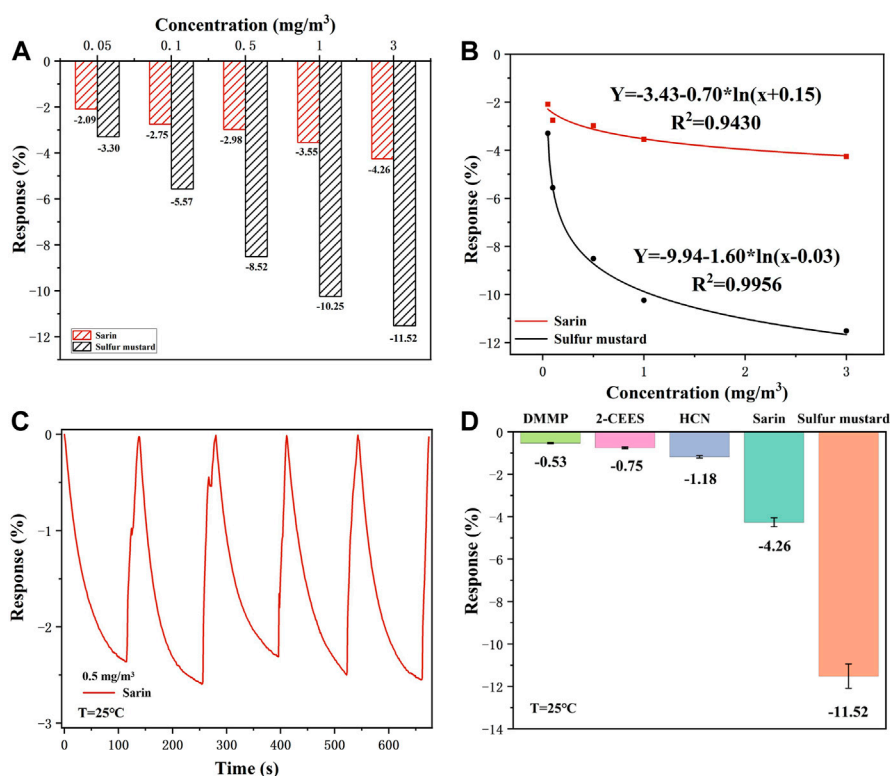 Concentration (mg/m³)
A
0.05 0.1 0.5 1 3
Response (%)
0
−2
−4
−6
−8
−10
−12
-2.09
-3.30
-2.75
-5.57
-2.98
-8.52
-3.55
-10.25
-4.26
-11.52
Sarin
Sulfur mustard
B
Response (%)
0
−2
−4
−6
−8
−10
−12
Y=-3.43-0.70*ln(x+0.15)
R²=0.9430
Y=-9.94-1.60*ln(x-0.03)
R²=0.9956
Sarin
Sulfur mustard
0 1 2 3
Concentration (mg/m³)
C
Response (%)
0
−1
−2
−3
0.5 mg/m³
Sarin
T=25°C
0 100 200 300 400 500 600
Time (s)
D
DMMP 2-CEES HCN Sarin Sulfur mustard
Response (%)
0
−2
−4
−6
−8
−10
−12
−14
-0.53
-0.75
-1.18
-4.26
-11.52
T=25°C